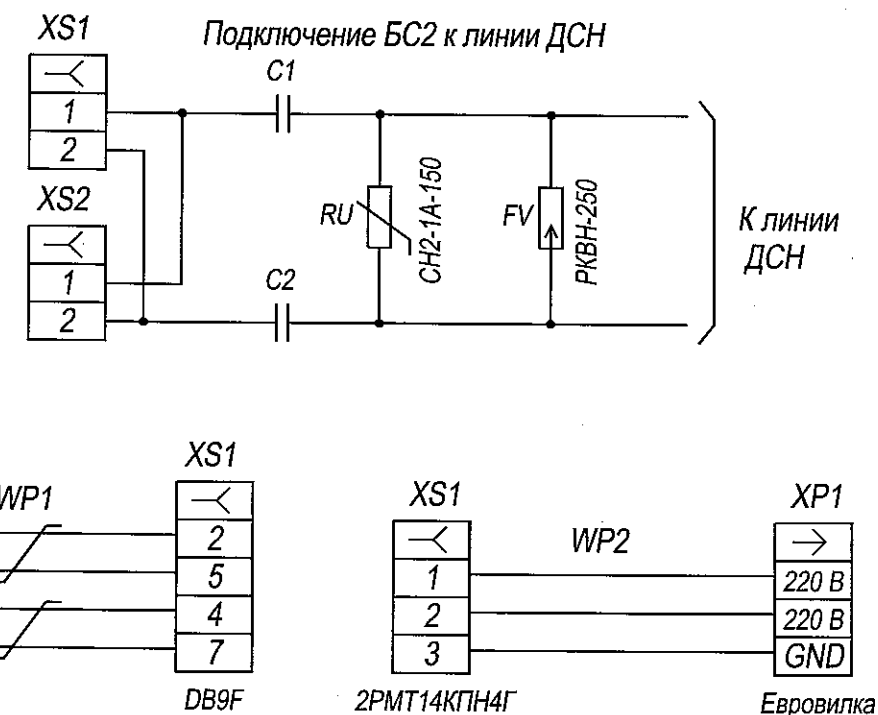 XS1
Подключение БС2 к линии ДСН
1
2
C1
XS2
1
2
C2
RU
СН2-1А-150
FV
РКВН-250
К линии
ДСН
WP1
XS1
2
5
4
7
DB9F
XS1
1
2
3
2РМТ14КПН4Г
WP2
XP1
220 В
220 В
GND
Евровилка